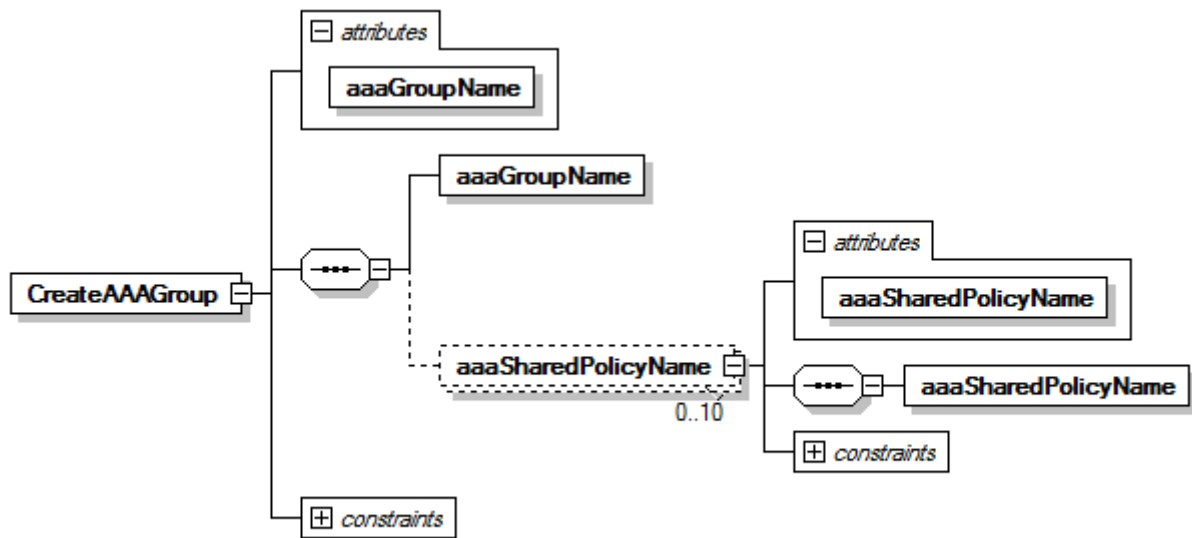 attributes
aaaGroupName
aaaGroupName
CreateAAAGroup
aaaSharedPolicyName
0..10
attributes
aaaSharedPolicyName
aaaSharedPolicyName
constraints
constraints